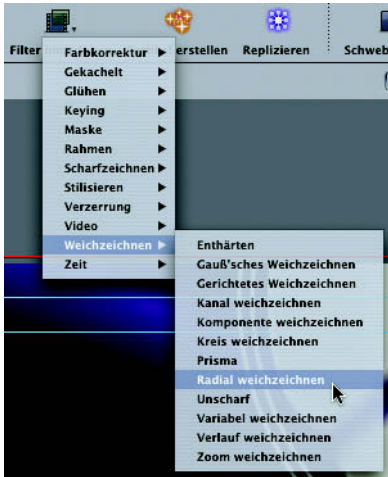 Filter
erstellen
Replizieren
Schweb
Farbkorrektur
Gekachelt
Glühen
Keying
Maske
Rahmen
Scharfzeichnen
Stilisieren
Verzerrung
Video
Weichzeichnen
Zeit
Enthärten
Gauß'sches Weichzeichnen
Gerichtetes Weichzeichnen
Kanal weichzeichnen
Komponente weichzeichnen
Kreis weichzeichnen
Prisma
Radial weichzeichnen
Unscharf
Variabel weichzeichnen
Verlauf weichzeichnen
Zoom weichzeichnen